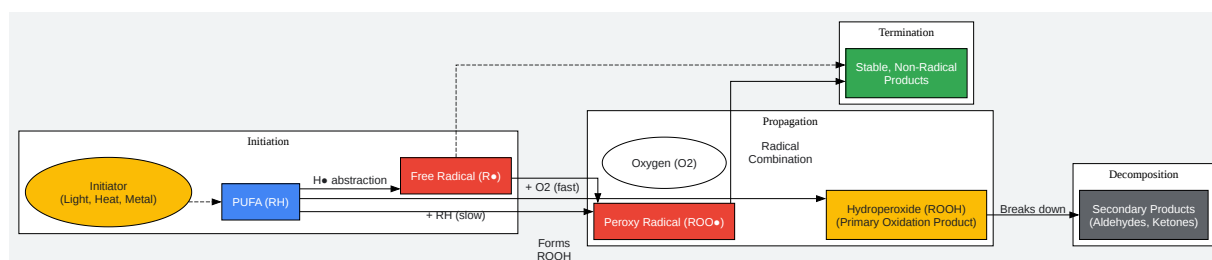 Termination
Stable, Non-Radical
Products
Initiation
Initiator
(Light, Heat, Metal)
PUFA (RH)
H● abstraction
Free Radical (R●)
+ O2 (fast)
+ RH (slow)
Forms
ROOH
Propagation
Oxygen (O2)
Radical
Combination
Peroxy Radical (ROO●)
Hydroperoxide (ROOH)
(Primary Oxidation Product)
Breaks down
Decomposition
Secondary Products
(Aldehydes, Ketones)